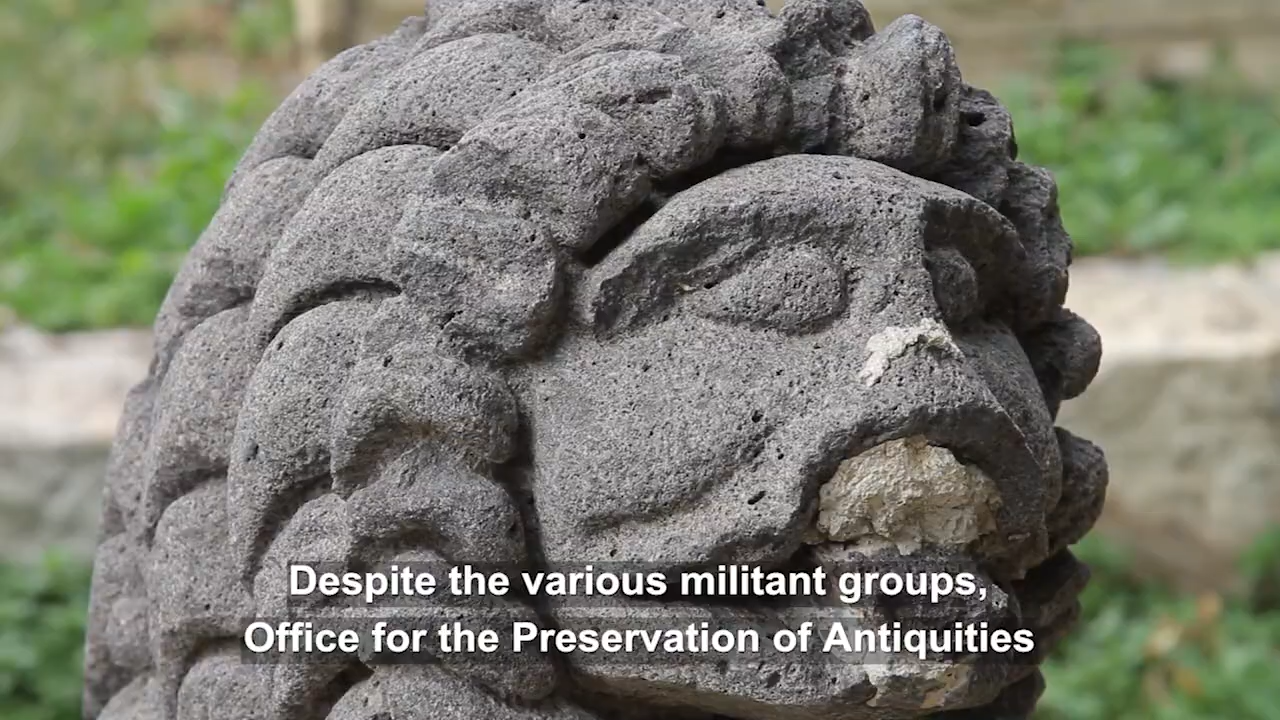 Despite the various militant groups,
Office for the Preservation of Antiquities